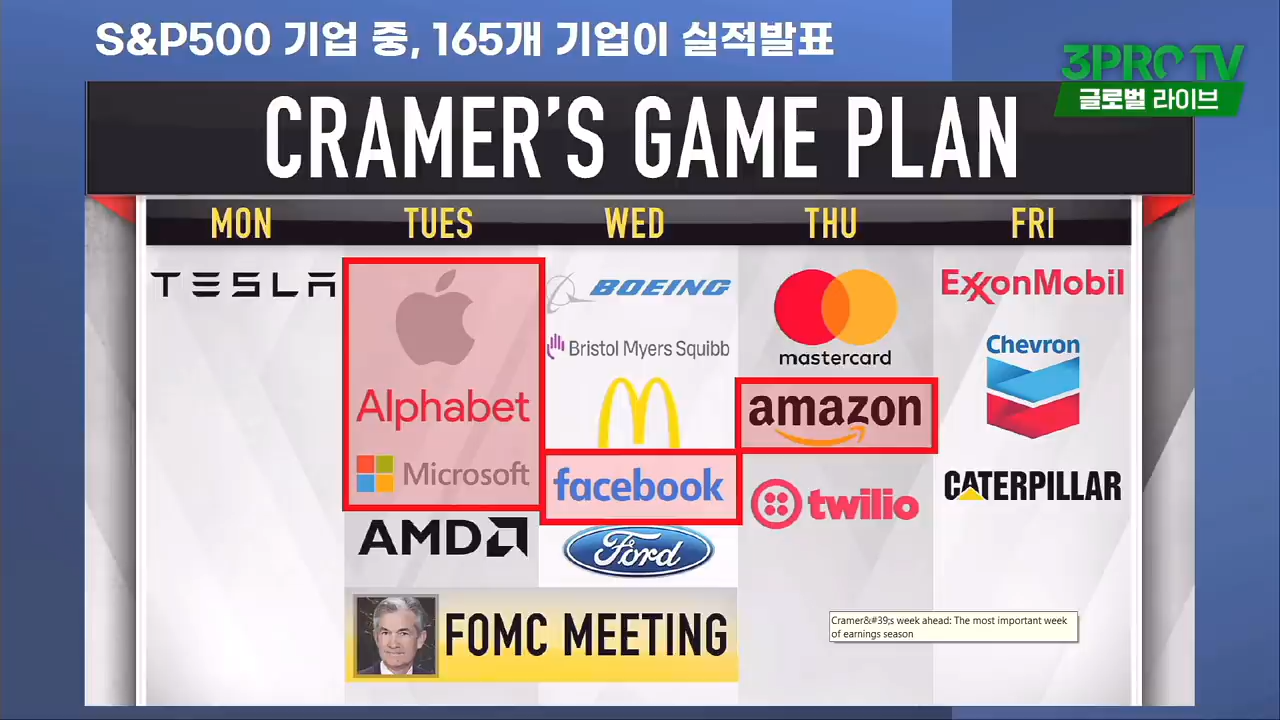 S&P500 기업 중, 165개 기업이 실적발표
3PRO TV
글로벌 라이브
CRAMER'S GAME PLAN
MON TUES WED THU FRI
TESLA
Alphabet
Microsoft
AMD
BOEING
Bristol Myers Squibb
facebook
Ford
mastercard
amazon
twilio
ExxonMobil
Chevron
CATERPILLAR
FOMC MEETING
Cramer&#39;s week ahead: The most important week
of earnings season